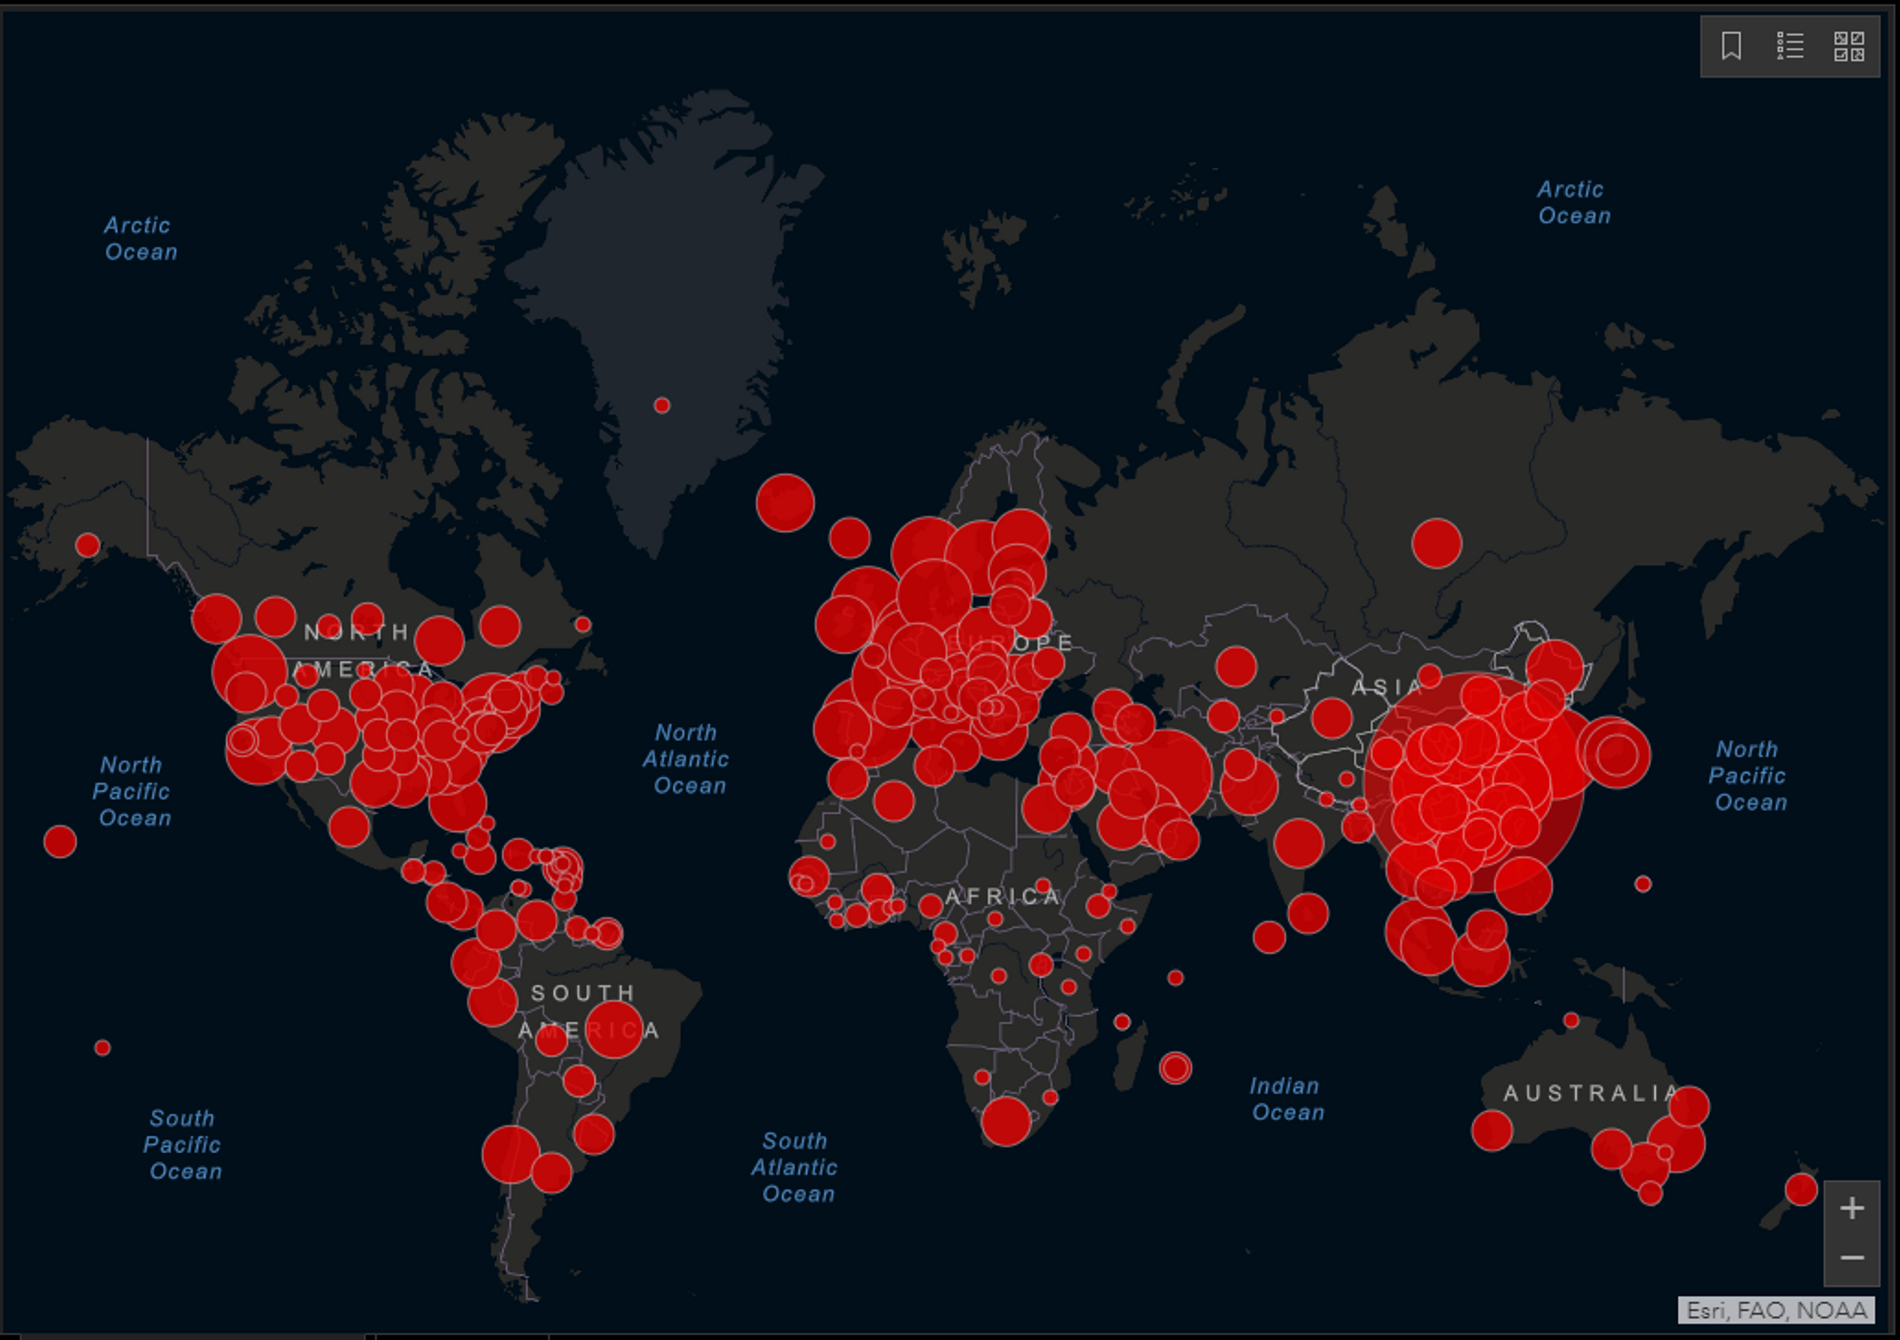 Arctic
Ocean
Arctic
Ocean
NORTH
AMERICA
EUROPE
ASIA
North
Pacific
Ocean
North
Atlantic
Ocean
North
Pacific
Ocean
AFRICA
SOUTH
AMERICA
South
Pacific
Ocean
South
Atlantic
Ocean
Indian
Ocean
AUSTRALIA
+
−
Esri, FAO, NOAA